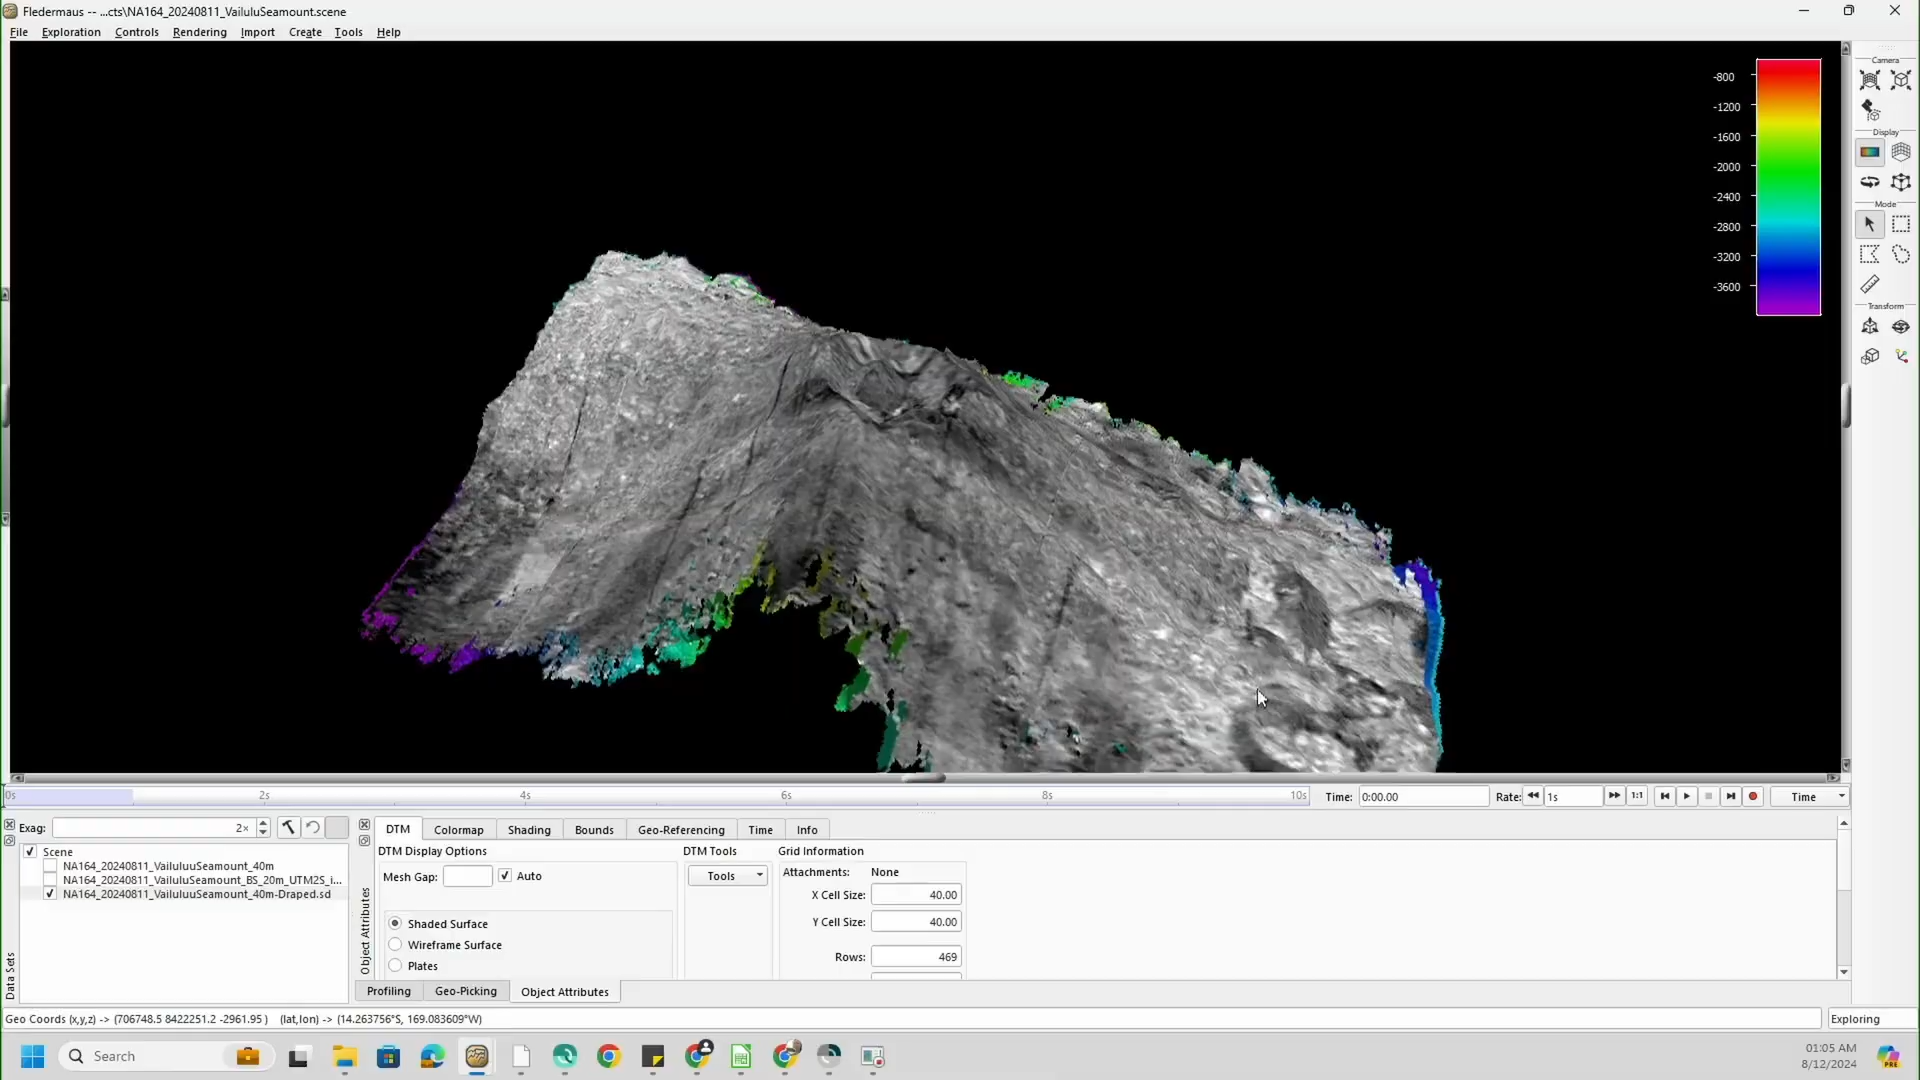 Fledermaus -- ...cts\NA164_20240811_VailuluSeamount.scene
File Exploration Controls Rendering Import Create Tools Help
Camera
-800
-1200
-1600
-2000
-2400
-2800
-3200
-3600
Display
Mode
Transform
0s 2s 4s 6s 8s 10s Time: 0:00.00 Rate: 1s 1:1 Time
Exag: 2× DTM Colormap Shading Bounds Geo-Referencing Time Info
Scene
NA164_20240811_VailuluuSeamount_40m
NA164_20240811_VailuluuSeamount_BS_20m_UTM2S_i...
NA164_20240811_VailuluuSeamount_40m-Draped.sd
Data Sets
Object Attributes
DTM Display Options DTM Tools Grid Information
Mesh Gap: Auto Tools Attachments: None
X Cell Size: 40.00
Y Cell Size: 40.00
Shaded Surface
Wireframe Surface Rows: 469
Plates
Profiling Geo-Picking Object Attributes
Geo Coords (x,y,z) -> (706748.5 8422251.2 -2961.95 ) (lat,lon) -> (14.263756°S, 169.083609°W) Exploring
Search 01:05 AM
8/12/2024
PRE